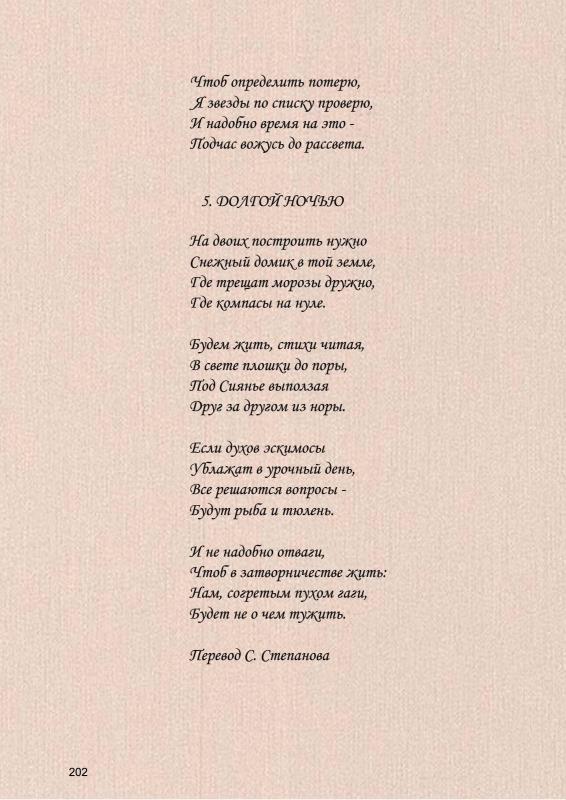 Чтоб определить потерю,
Я звезды по списку проверю,
И надобно время на это -
Подчас вожусь до рассвета.
5. ДОЛГОЙ НОЧЬЮ
На двоих построить нужно
Снежный домик в той земле,
Где трещат морозы дружно,
Где компасы на нуле.
Будем жить, стихи читая,
В свете плошки до поры,
Под Сиянье выползая
Друг за другом из норы.
Если духов эскимосы
Ублажат в урочный день,
Все решаются вопросы -
Будут рыба и тюлень.
И не надобно отваги,
Чтоб в затворничестве жить:
Нам, согретым пухом гаги,
Будет не о чем тужить.
Перевод С. Степанова
202